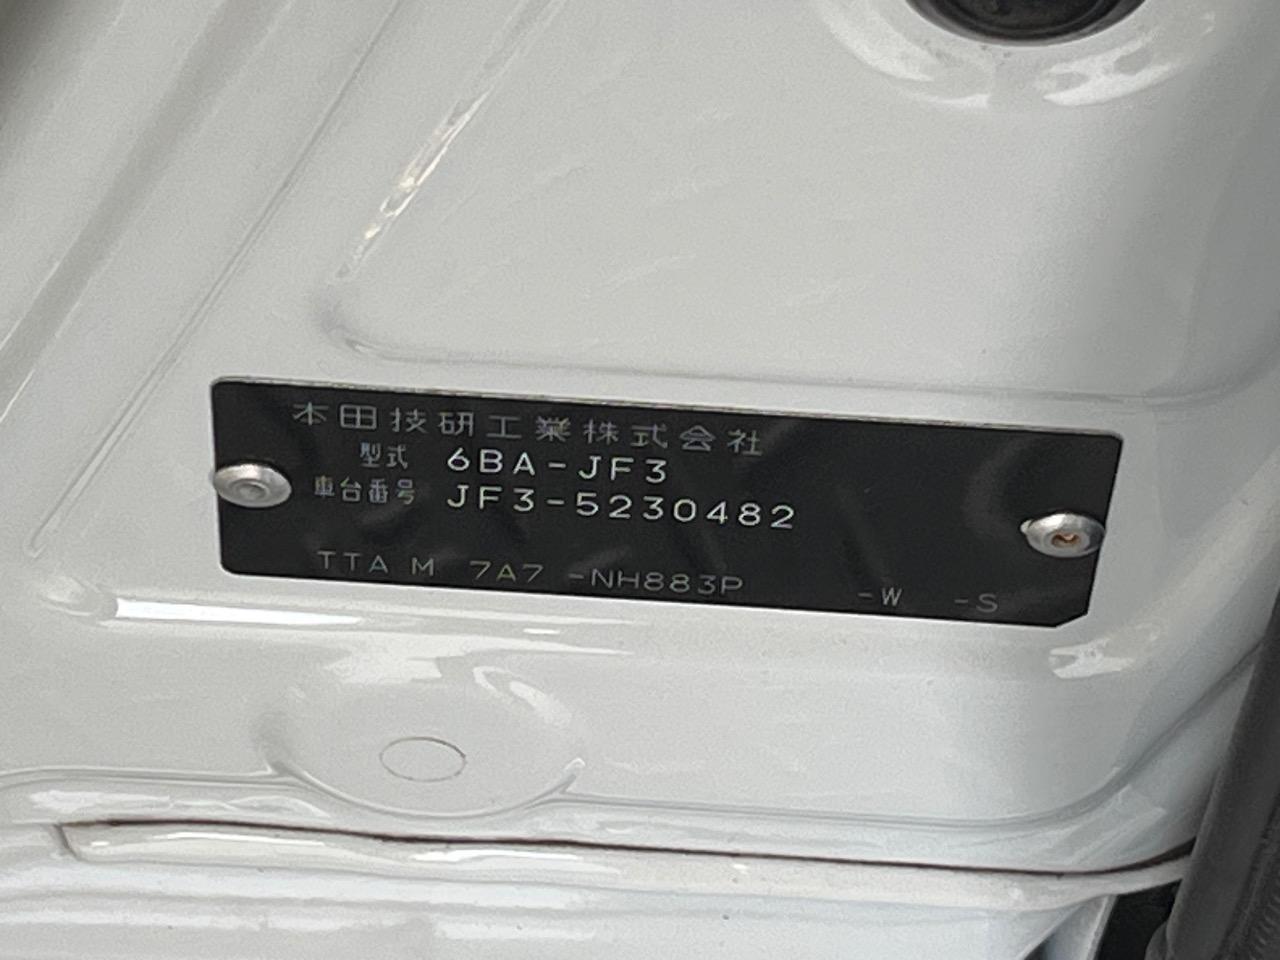 本田技研工業株式会社
型式 6BA-JF3
車台番号 JF3-5230482
TTA M 7A7 -NH883P -W -S